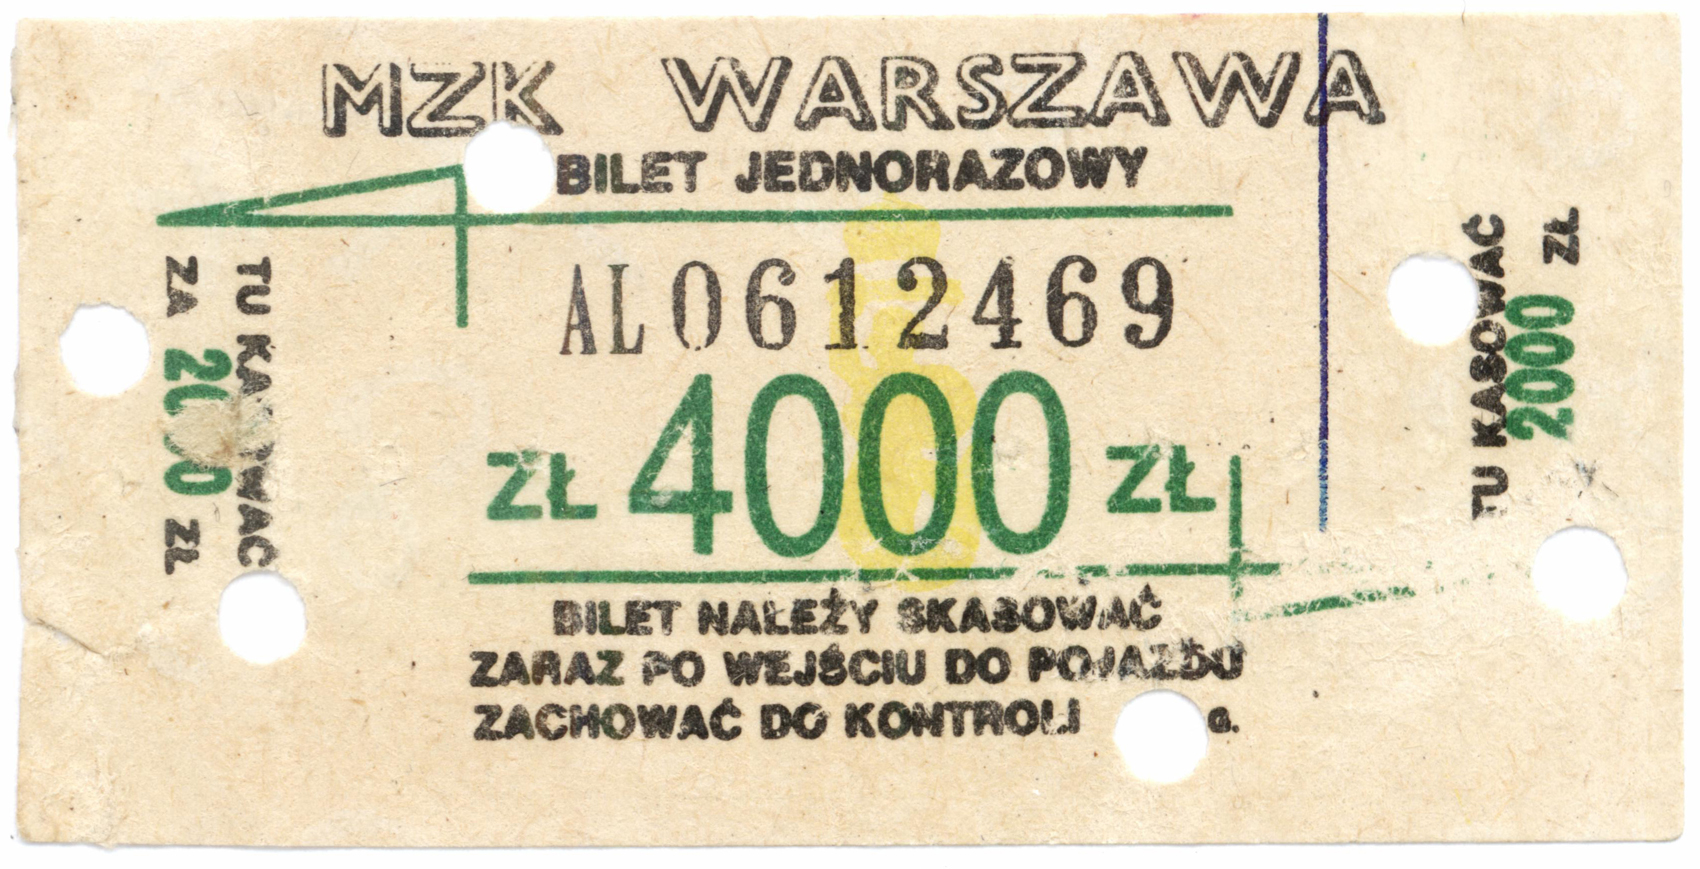 MZK WARSZAWA
BILET JEDNORAZOWY
TU KASOWAĆ
ZA 2000 ZŁ
AL 0612469
ZŁ 4000 ZŁ
TU KASOWAĆ
2000 ZŁ
BILET NALEŻY SKASOWAĆ
ZARAZ PO WEJŚCIU DO POJAZDU
ZACHOWAĆ DO KONTROLI
G.